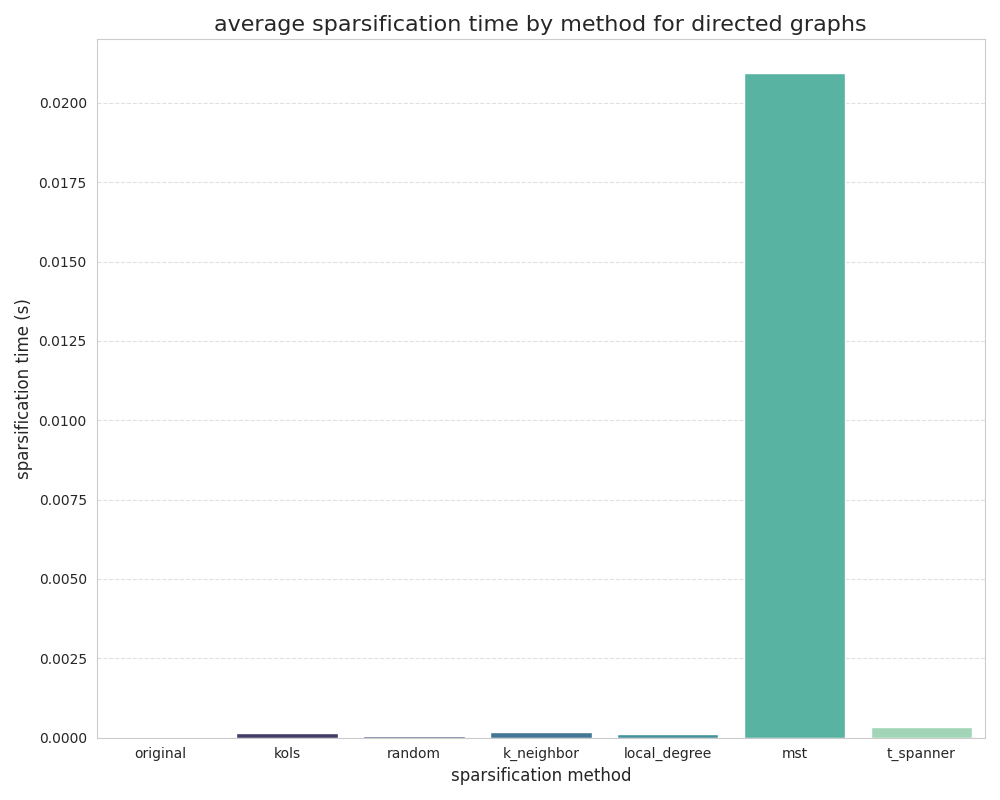 average sparsification time by method for directed graphs
sparsification time (s)
0.0200
0.0175
0.0150
0.0125
0.0100
0.0075
0.0050
0.0025
0.0000
original kols random k_neighbor local_degree mst t_spanner
sparsification method